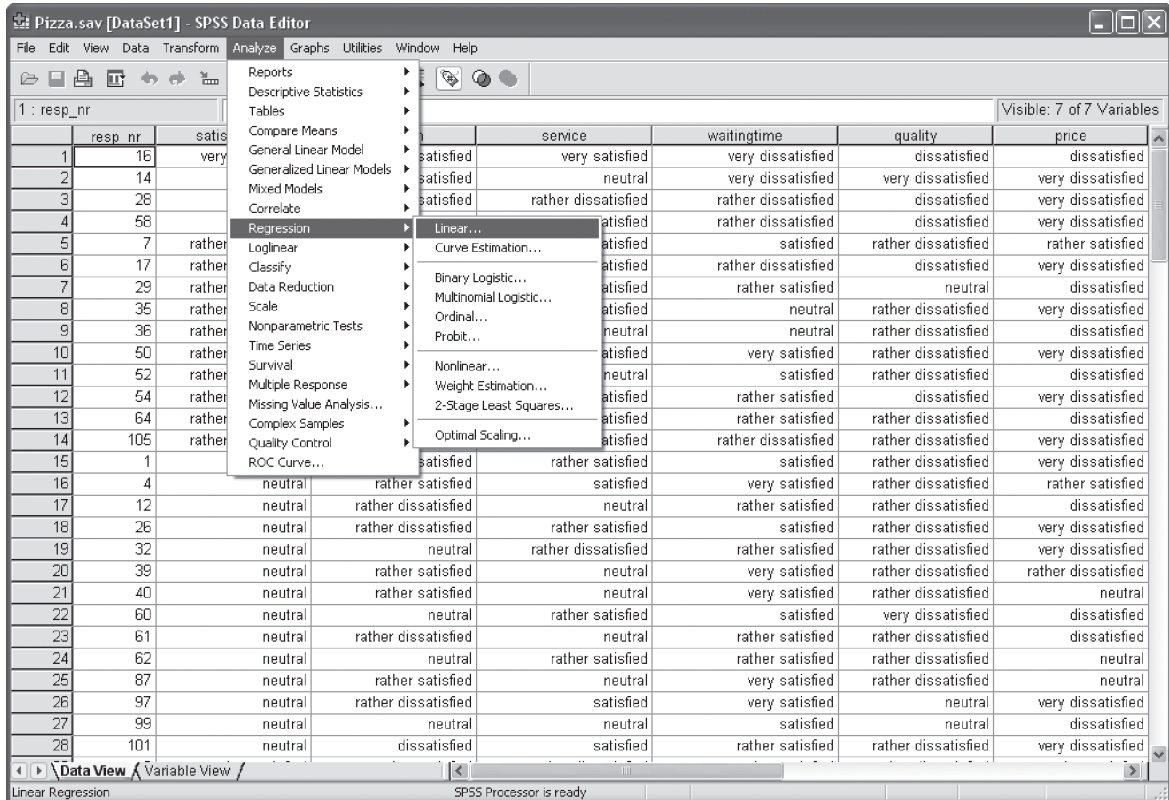 Pizza.sav [DataSet1] - SPSS Data Editor
File Edit View Data Transform Analyze Graphs Utilities Window Help
1 : resp_nr
Visible: 7 of 7 Variables
Reports
Descriptive Statistics
Tables
Compare Means
General Linear Model
Generalized Linear Models
Mixed Models
Correlate
Regression
Loglinear
Classify
Data Reduction
Scale
Nonparametric Tests
Time Series
Survival
Multiple Response
Missing Value Analysis...
Complex Samples
Quality Control
ROC Curve...
Linear...
Curve Estimation...
Binary Logistic...
Multinomial Logistic...
Ordinal...
Probit...
Nonlinear...
Weight Estimation...
2-Stage Least Squares...
Optimal Scaling...
resp_nr satis service waitingtime quality price
1 16 very satisfied very satisfied very dissatisfied dissatisfied dissatisfied
2 14 satisfied neutral very dissatisfied very dissatisfied very dissatisfied
3 28 satisfied rather dissatisfied rather dissatisfied dissatisfied very dissatisfied
4 58 atisfied rather dissatisfied dissatisfied very dissatisfied
5 7 rather atisfied satisfied rather dissatisfied rather satisfied
6 17 rather atisfied rather dissatisfied dissatisfied very dissatisfied
7 29 rather atisfied rather satisfied neutral dissatisfied
8 35 rather atisfied neutral rather dissatisfied very dissatisfied
9 36 rather neutral neutral rather dissatisfied dissatisfied
10 50 rather atisfied very satisfied rather dissatisfied very dissatisfied
11 52 rather neutral satisfied rather dissatisfied dissatisfied
12 54 rather atisfied rather satisfied dissatisfied very dissatisfied
13 64 rather atisfied rather satisfied rather dissatisfied dissatisfied
14 105 rather atisfied rather dissatisfied rather dissatisfied very dissatisfied
15 1 satisfied rather satisfied satisfied rather dissatisfied very dissatisfied
16 4 neutral rather satisfied satisfied very satisfied rather dissatisfied rather satisfied
17 12 neutral rather dissatisfied neutral rather satisfied rather dissatisfied dissatisfied
18 26 neutral rather dissatisfied rather satisfied satisfied rather dissatisfied very dissatisfied
19 32 neutral neutral rather dissatisfied rather satisfied rather dissatisfied very dissatisfied
20 39 neutral rather satisfied neutral very satisfied rather dissatisfied rather dissatisfied
21 40 neutral rather satisfied neutral very satisfied rather dissatisfied neutral
22 60 neutral neutral rather satisfied satisfied very dissatisfied dissatisfied
23 61 neutral rather dissatisfied neutral rather satisfied rather dissatisfied dissatisfied
24 62 neutral neutral rather satisfied rather satisfied rather dissatisfied neutral
25 87 neutral rather satisfied neutral very satisfied rather dissatisfied neutral
26 97 neutral rather dissatisfied satisfied very satisfied neutral very dissatisfied
27 99 neutral neutral neutral satisfied neutral dissatisfied
28 101 neutral dissatisfied satisfied rather satisfied rather dissatisfied very dissatisfied
Data View Variable View
Linear Regression SPSS Processor is ready